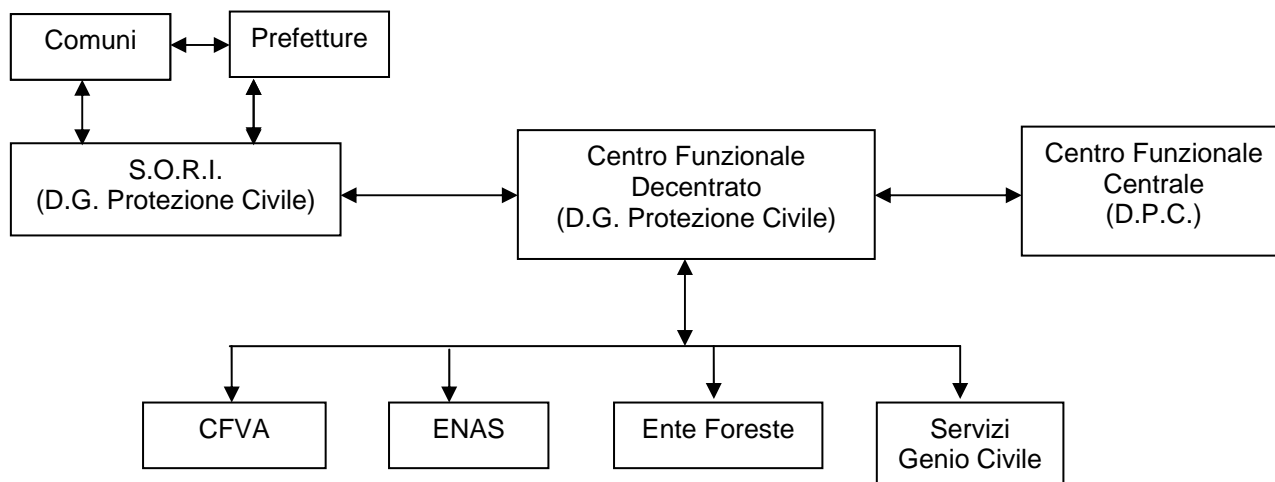 Comuni
Prefetture
S.O.R.I.
(D.G. Protezione Civile)
Centro Funzionale
Decentrato
(D.G. Protezione Civile)
Centro Funzionale
Centrale
(D.P.C.)
CFVA
ENAS
Ente Foreste
Servizi
Genio Civile